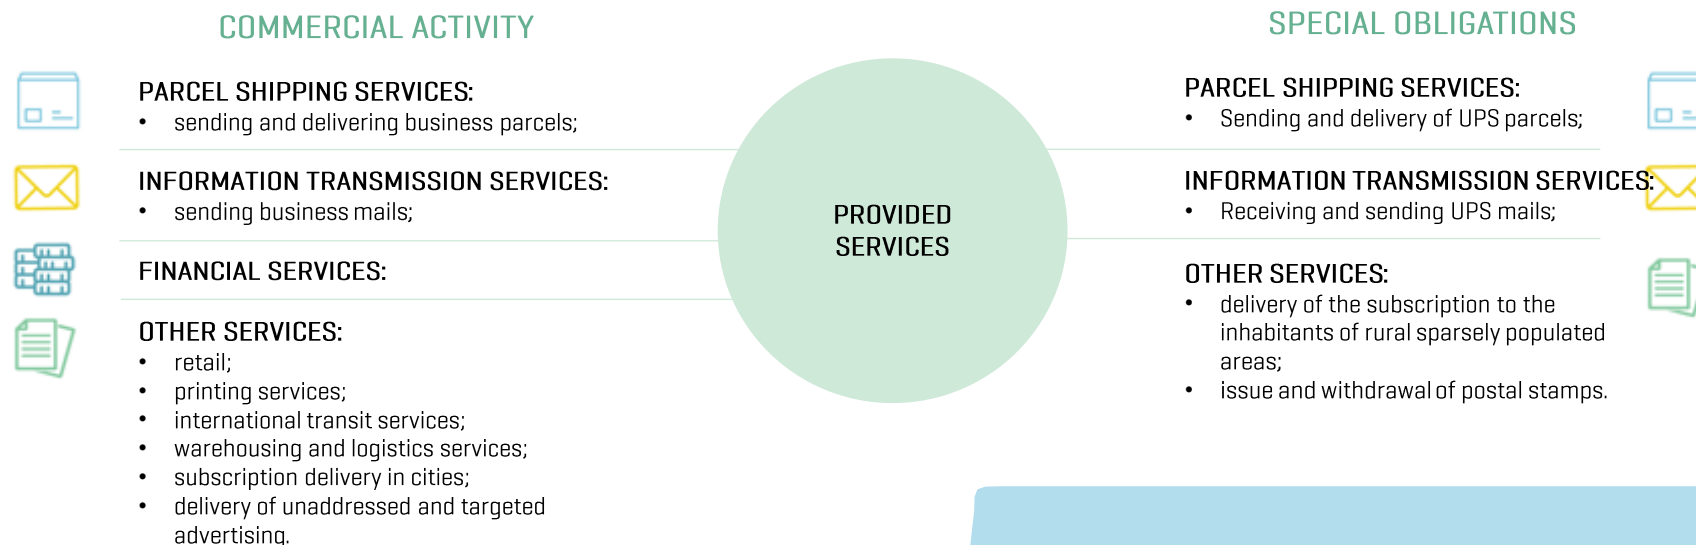 COMMERCIAL ACTIVITY
PARCEL SHIPPING SERVICES:
• sending and delivering business parcels;
INFORMATION TRANSMISSION SERVICES:
• sending business mails;
FINANCIAL SERVICES:
OTHER SERVICES:
• retail;
• printing services;
• international transit services;
• warehousing and logistics services;
• subscription delivery in cities;
• delivery of unaddressed and targeted
advertising.
PROVIDED
SERVICES
SPECIAL OBLIGATIONS
PARCEL SHIPPING SERVICES:
• Sending and delivery of UPS parcels;
INFORMATION TRANSMISSION SERVICES:
• Receiving and sending UPS mails;
OTHER SERVICES:
• delivery of the subscription to the
inhabitants of rural sparsely populated
areas;
• issue and withdrawal of postal stamps.